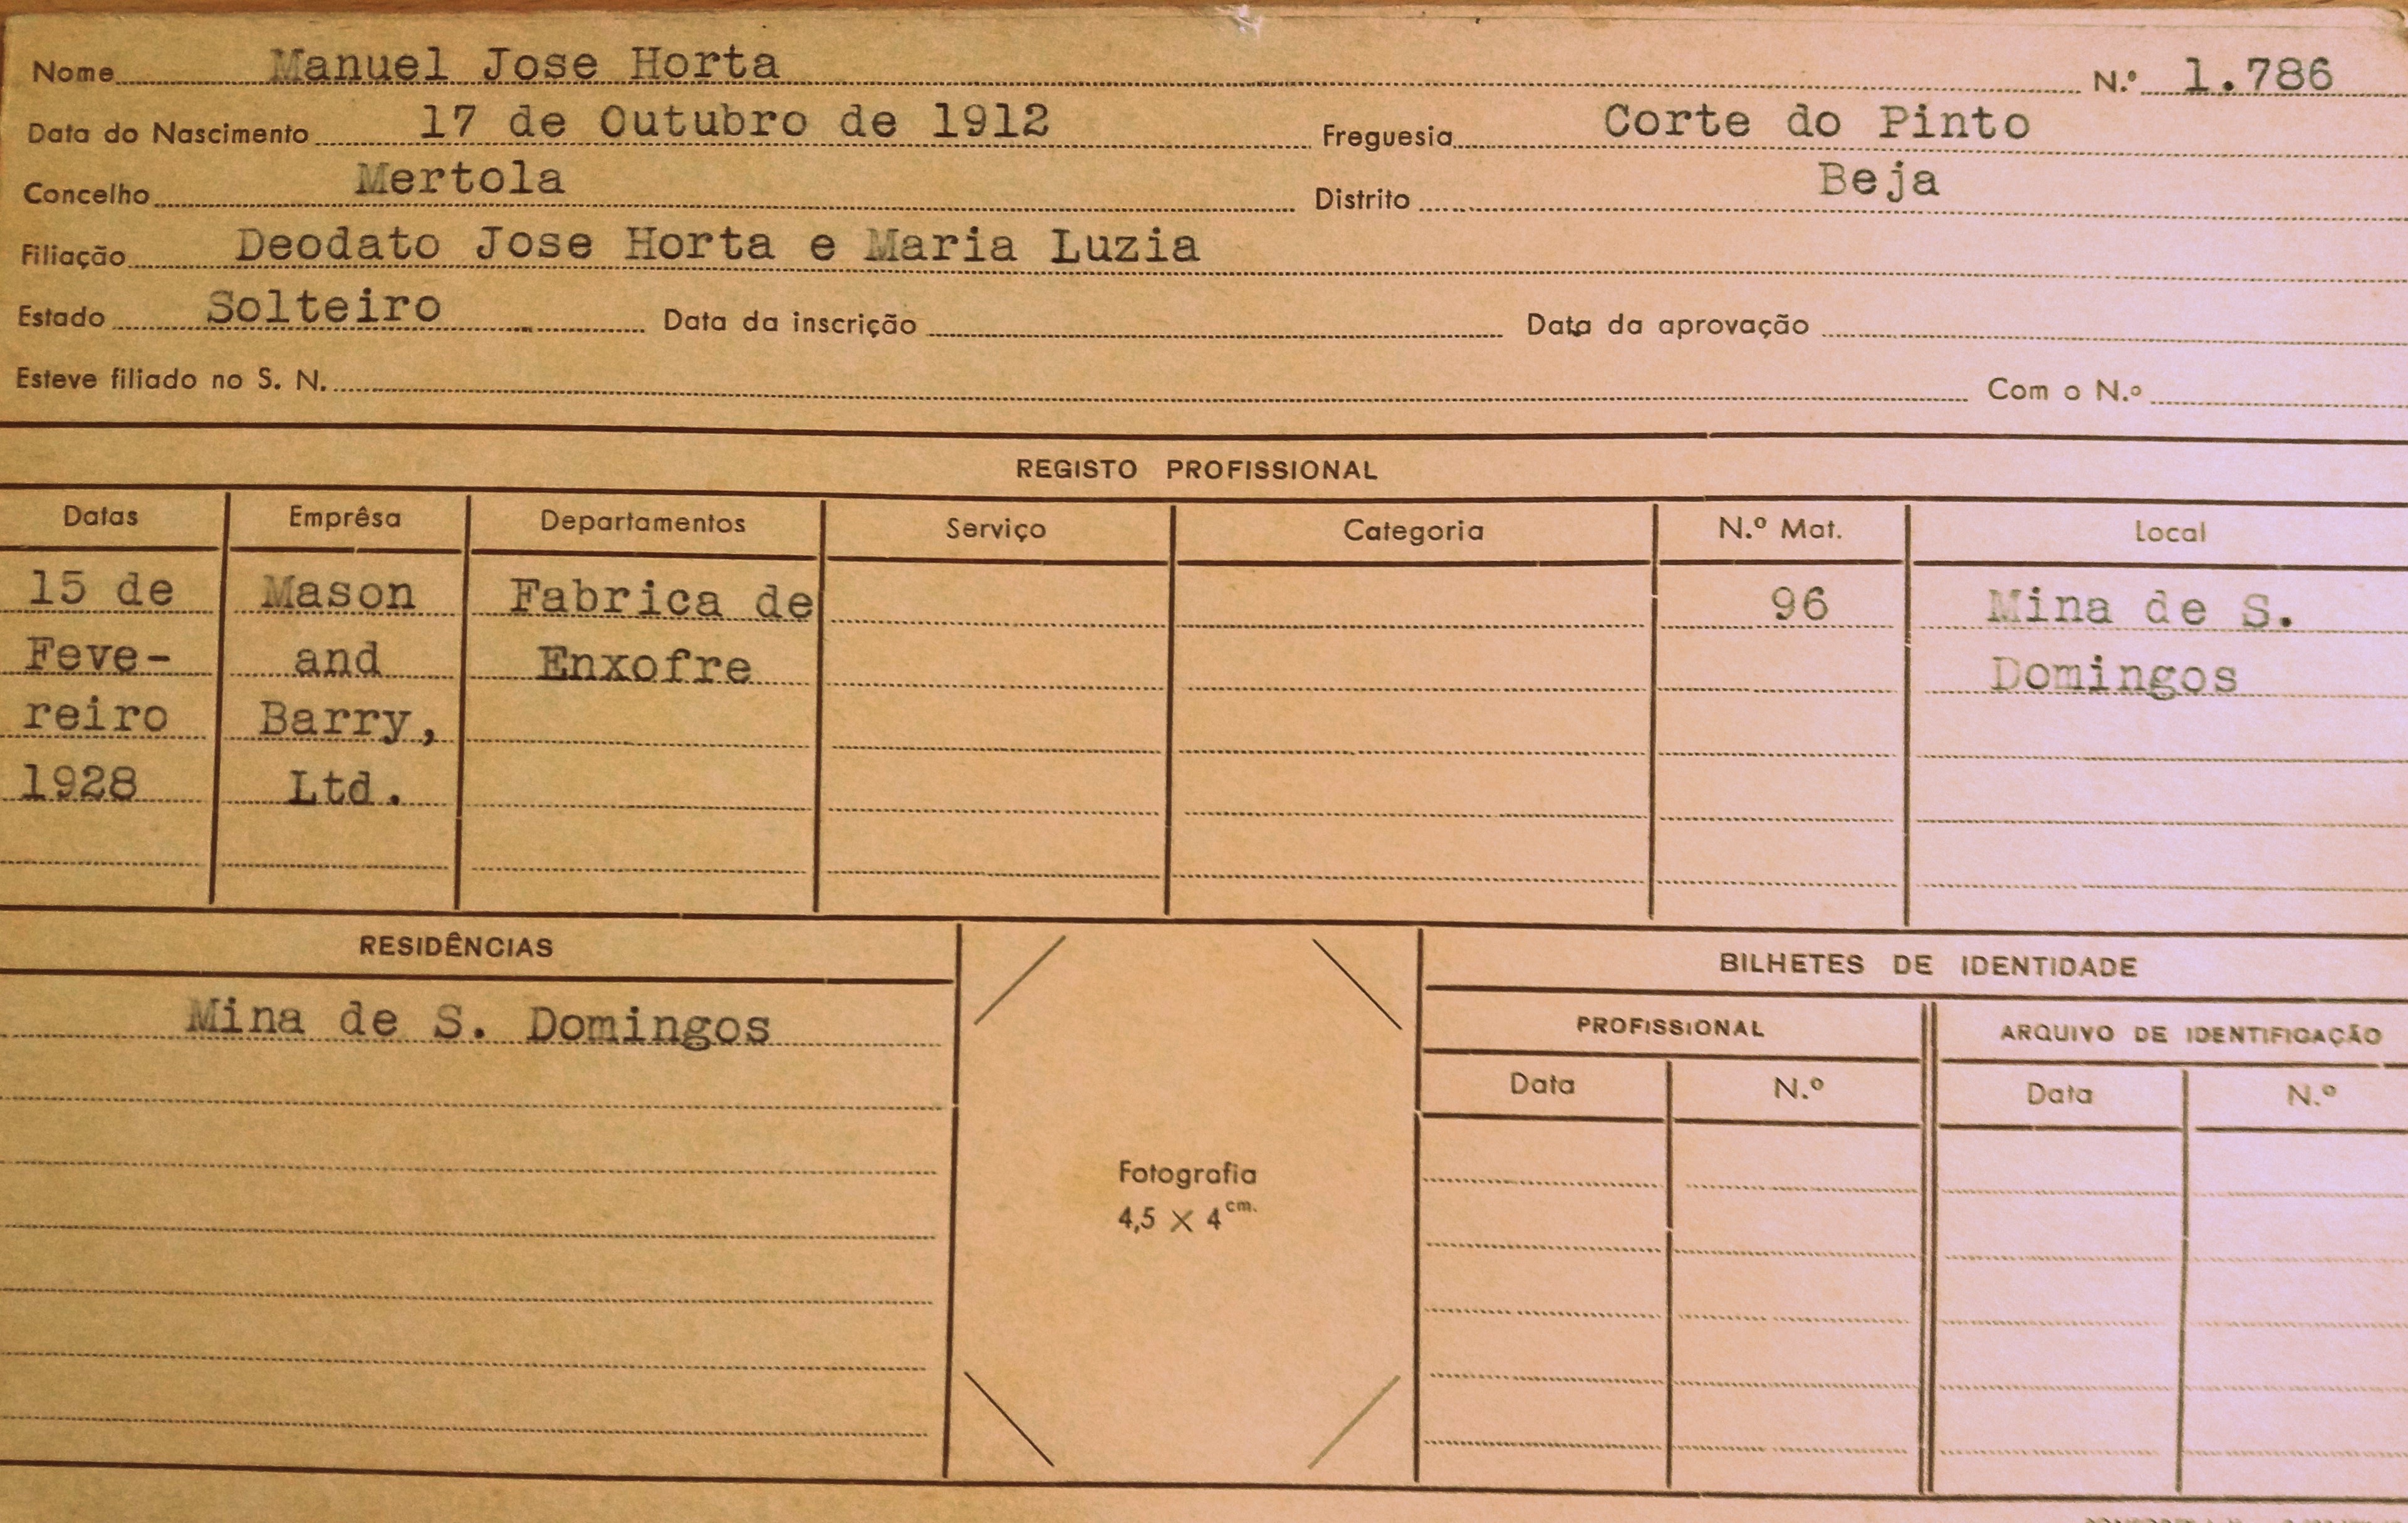 Nome Manuel Jose Horta N.º 1.786
Data do Nascimento 17 de Outubro de 1912 Freguesia Corte do Pinto
Concelho Mertola Distrito Beja
Filiação Deodato Jose Horta e Maria Luzia
Estado Solteiro Data da inscrição Data da aprovação
Esteve filiado no S. N. Com o N.º
REGISTO PROFISSIONAL
Datas Emprêsa Departamentos Serviço Categoria N.º Mat. Local
15 de Mason Fabrica de 96 Mina de S.
Feve- and Enxofre Domingos
reiro Barry,
1928 Ltd.
RESIDÊNCIAS BILHETES DE IDENTIDADE
Mina de S. Domingos PROFISSIONAL ARQUIVO DE IDENTIFICAÇÃO
Data N.º Data N.º
Fotografia
4,5 X 4 cm.